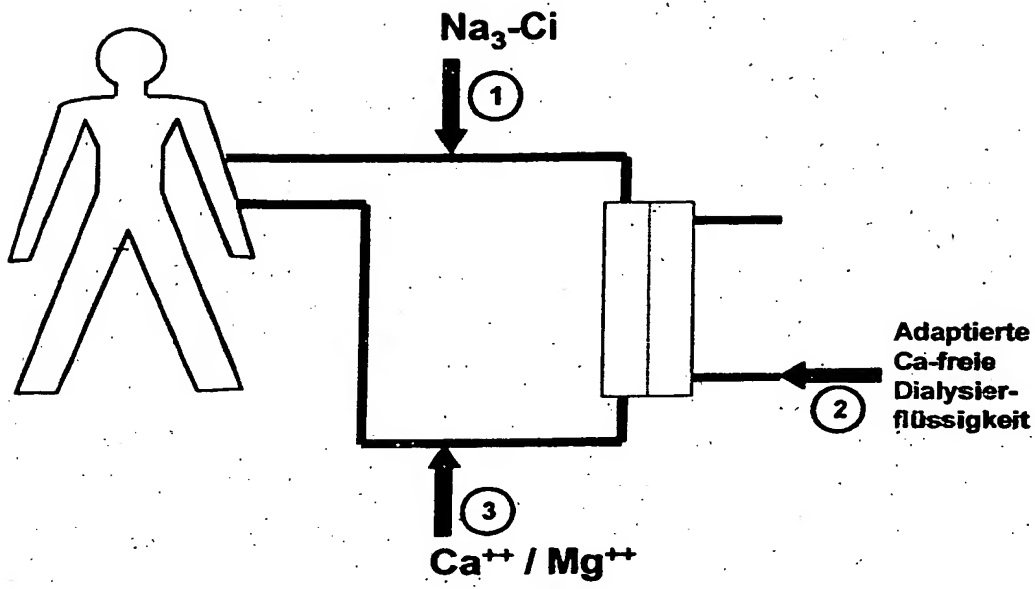 Na₃-Ci
1
Adaptierte
Ca-freie
Dialysier-
flüssigkeit
2
3
Ca⁺⁺ / Mg⁺⁺